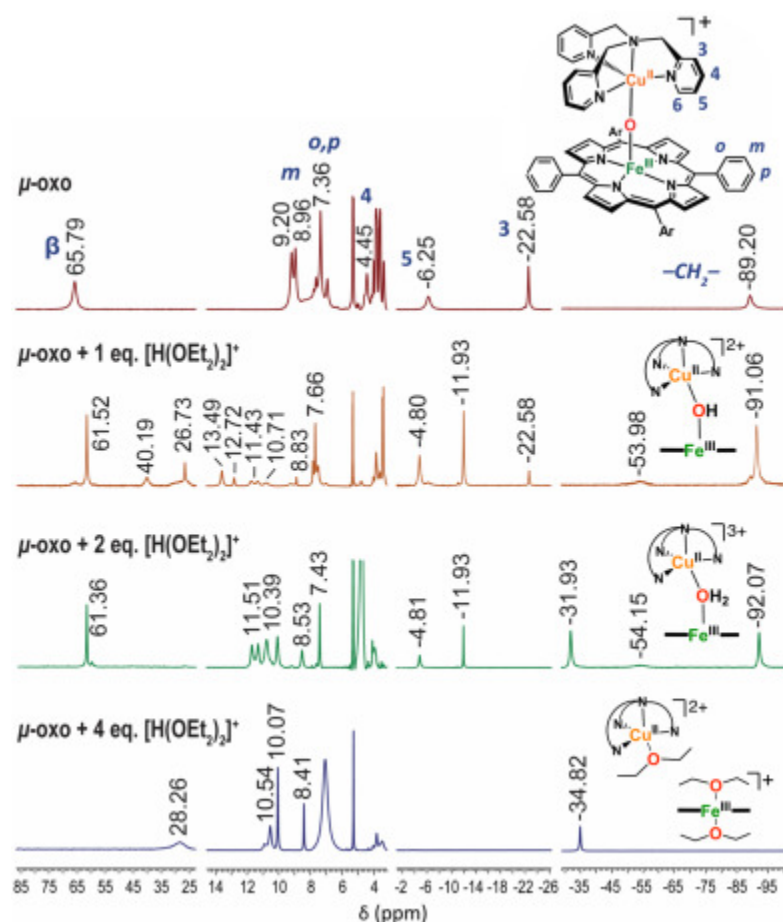 ]+
N
N
N
N
CuII
3
4
5
6
O
Ar
N
N
N
N
FeIII
Ar
o
m
p
μ-oxo
β
65.79
m
9.20
8.96
o,p
7.36
4
4.45
5
-6.25
3
-22.58
–CH2–
-89.20
μ-oxo + 1 eq. [H(OEt2)2]+
61.52
40.19
26.73
13.49
12.72
11.43
10.71
8.83
7.66
-4.80
-11.93
-22.58
-53.98
-91.06
]2+
N
N
N
N
CuII
OH
FeIII
μ-oxo + 2 eq. [H(OEt2)2]+
61.36
11.51
10.39
8.53
7.43
-4.81
-11.93
-31.93
-54.15
-92.07
]3+
N
N
N
N
CuII
OH2
FeIII
μ-oxo + 4 eq. [H(OEt2)2]+
28.26
10.54
10.07
8.41
-34.82
]2+
N
N
N
N
CuII
O
]+
O
FeIII
O
85 75 65 55 45 35 25
14 12 10 8 6 4
-2 -6 -10 -14 -18 -22 -26
-35 -45 -55 -65 -75 -85 -95
δ (ppm)